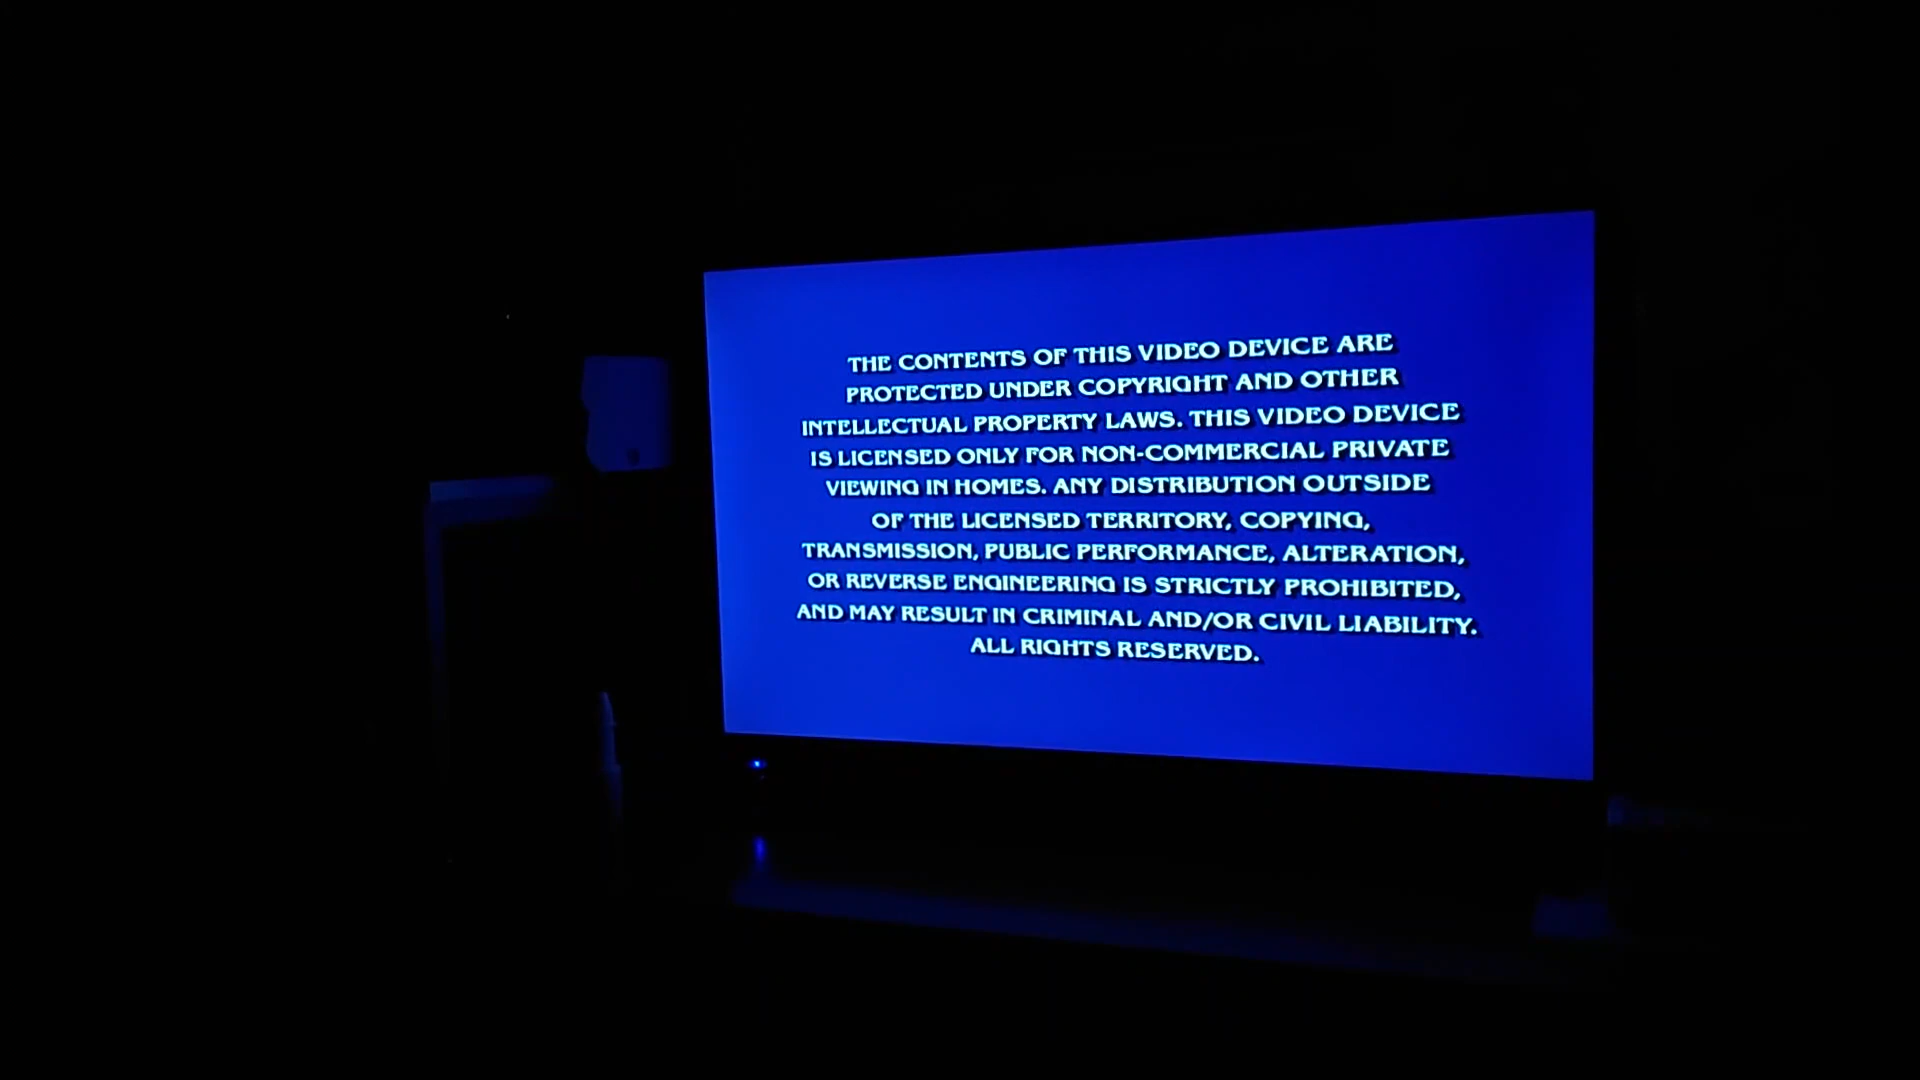 THE CONTENTS OF THIS VIDEO DEVICE ARE
PROTECTED UNDER COPYRIGHT AND OTHER
INTELLECTUAL PROPERTY LAWS. THIS VIDEO DEVICE
IS LICENSED ONLY FOR NON-COMMERCIAL PRIVATE
VIEWING IN HOMES. ANY DISTRIBUTION OUTSIDE
OF THE LICENSED TERRITORY, COPYING,
TRANSMISSION, PUBLIC PERFORMANCE, ALTERATION,
OR REVERSE ENGINEERING IS STRICTLY PROHIBITED,
AND MAY RESULT IN CRIMINAL AND/OR CIVIL LIABILITY.
ALL RIGHTS RESERVED.